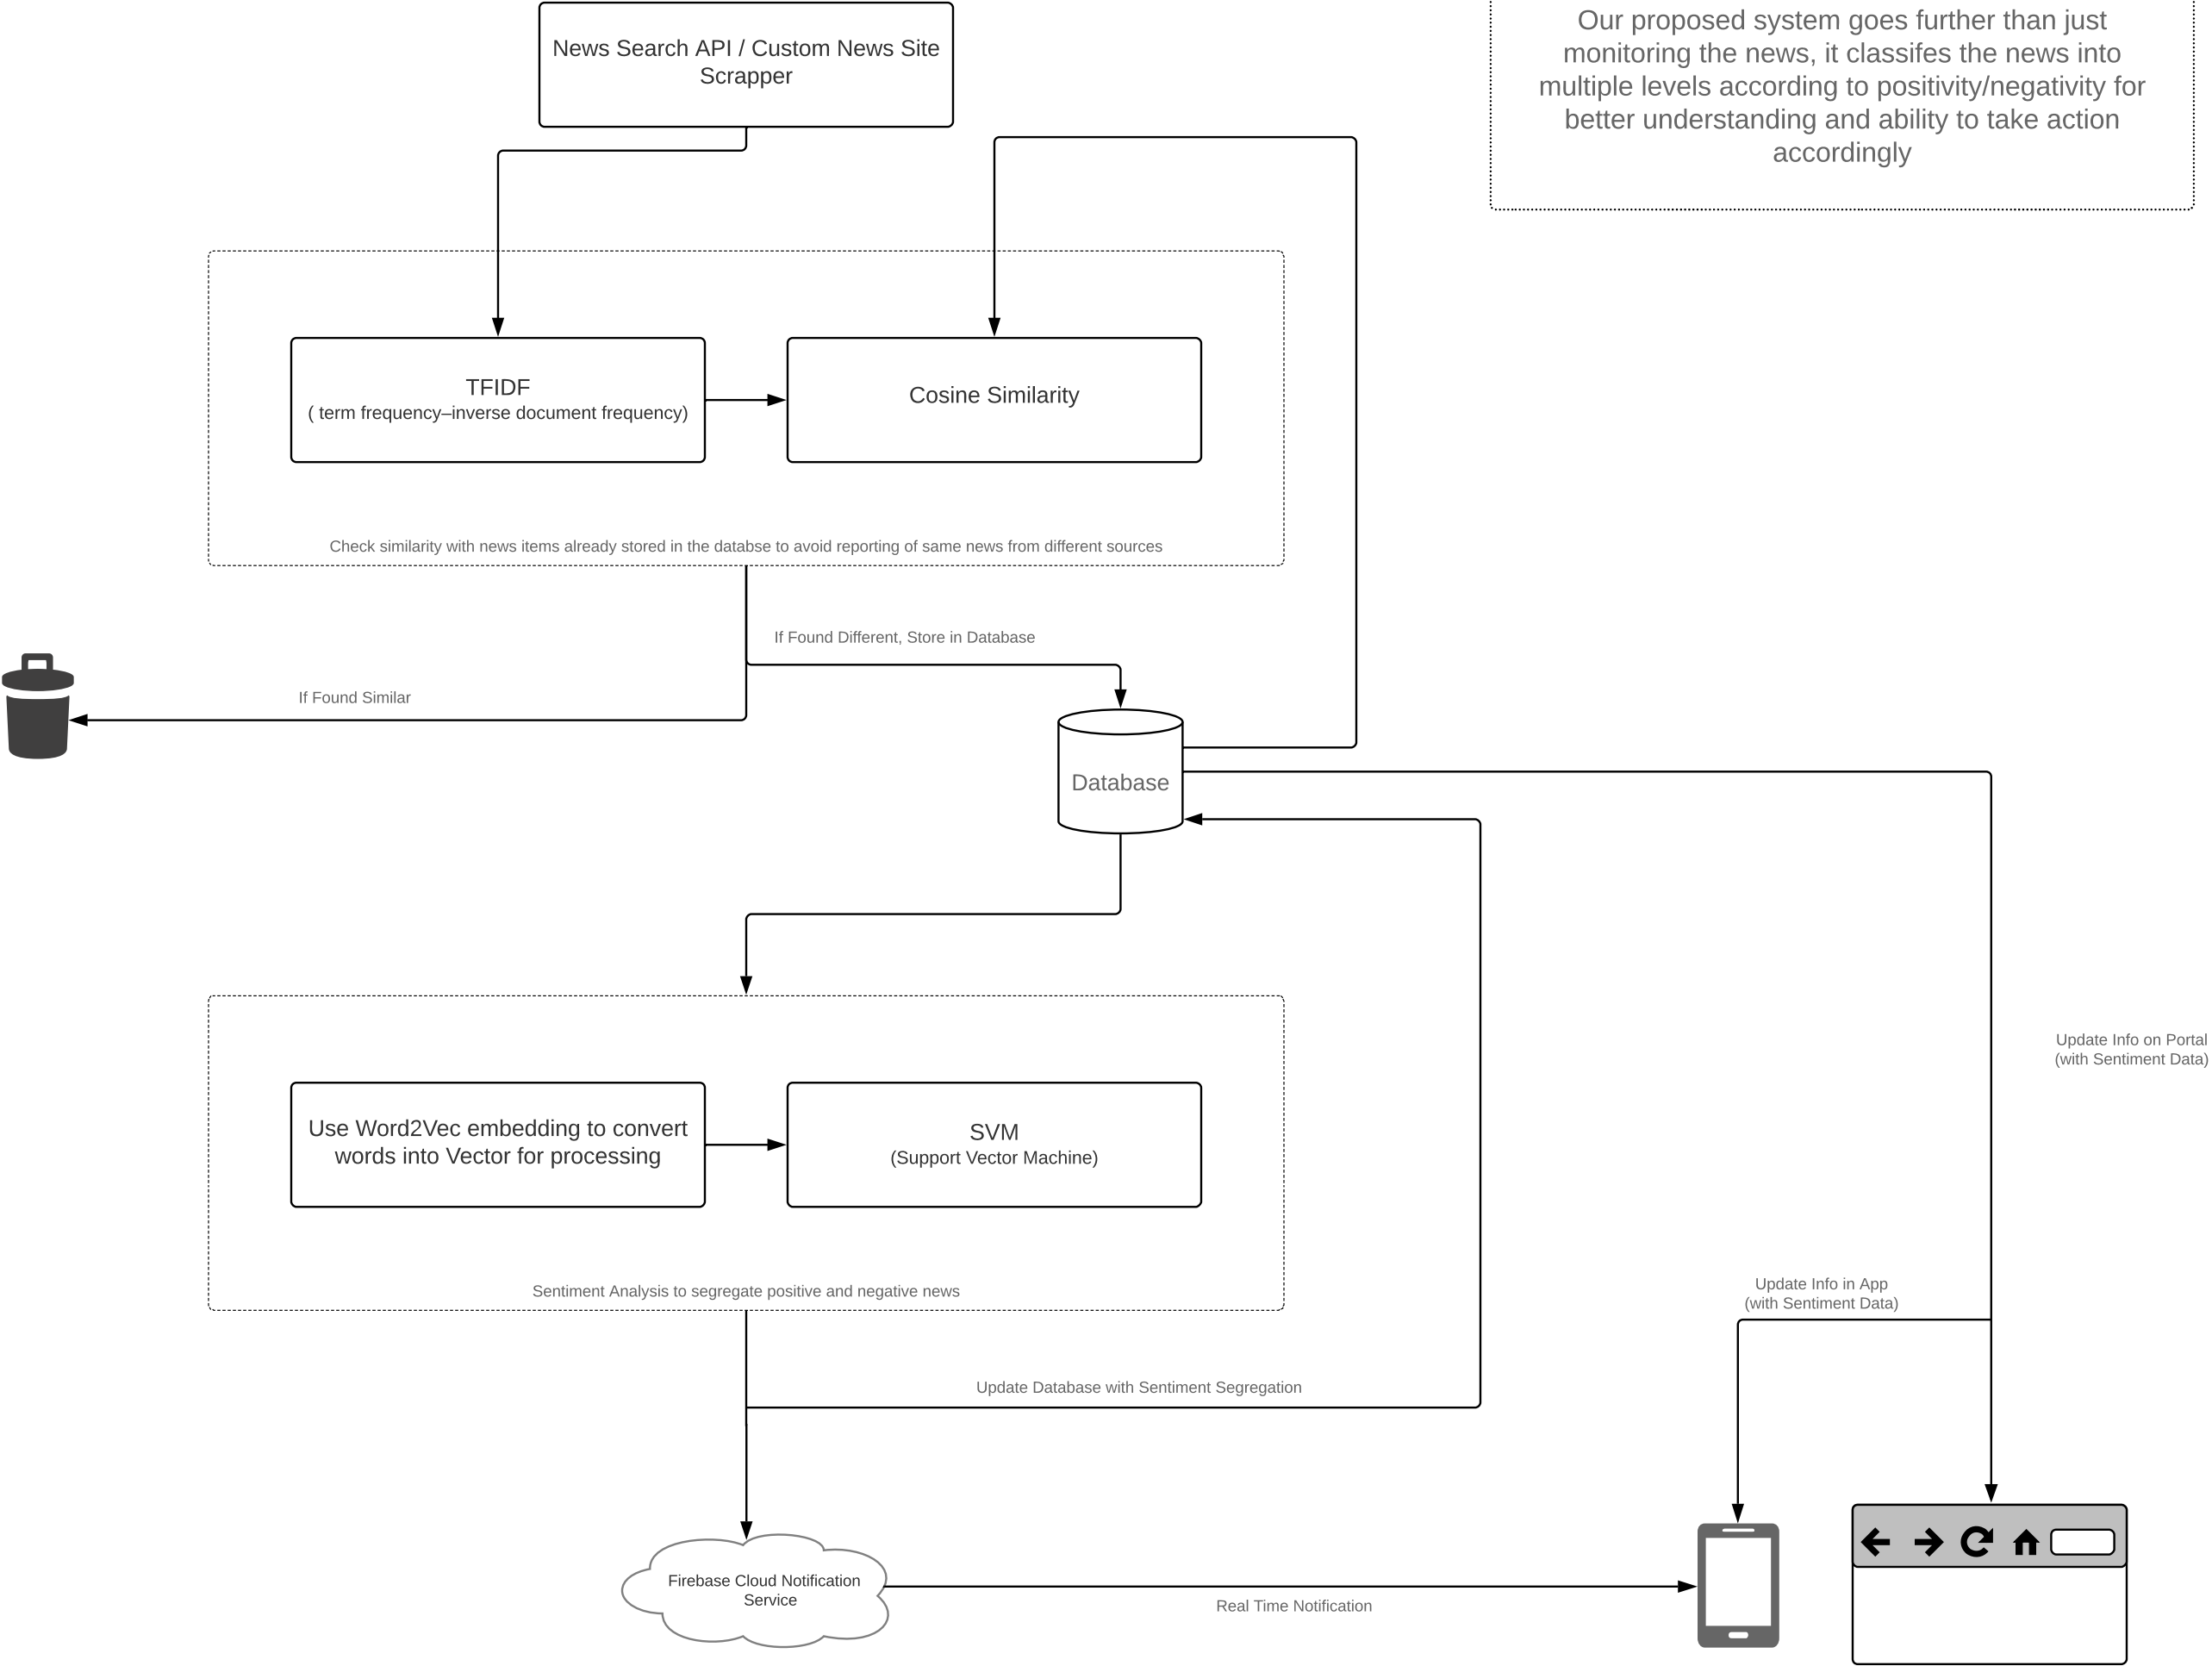 News Search API / Custom News Site
Scrapper
Our proposed system goes further than just
monitoring the news, it classifes the news into
multiple levels according to positivity/negativity for
better understanding and ability to take action
accordingly
TFIDF
( term frequency–inverse document frequency)
Cosine Similarity
Check similarity with news items already stored in the databse to avoid reporting of same news from different sources
If Found Different, Store in Database
If Found Similar
Database
Update Info on Portal
(with Sentiment Data)
Use Word2Vec embedding to convert
words into Vector for processing
SVM
(Support Vector Machine)
Sentiment Analysis to segregate positive and negative news
Update Info in App
(with Sentiment Data)
Update Database with Sentiment Segregation
Firebase Cloud Notification
Service
Real Time Notification